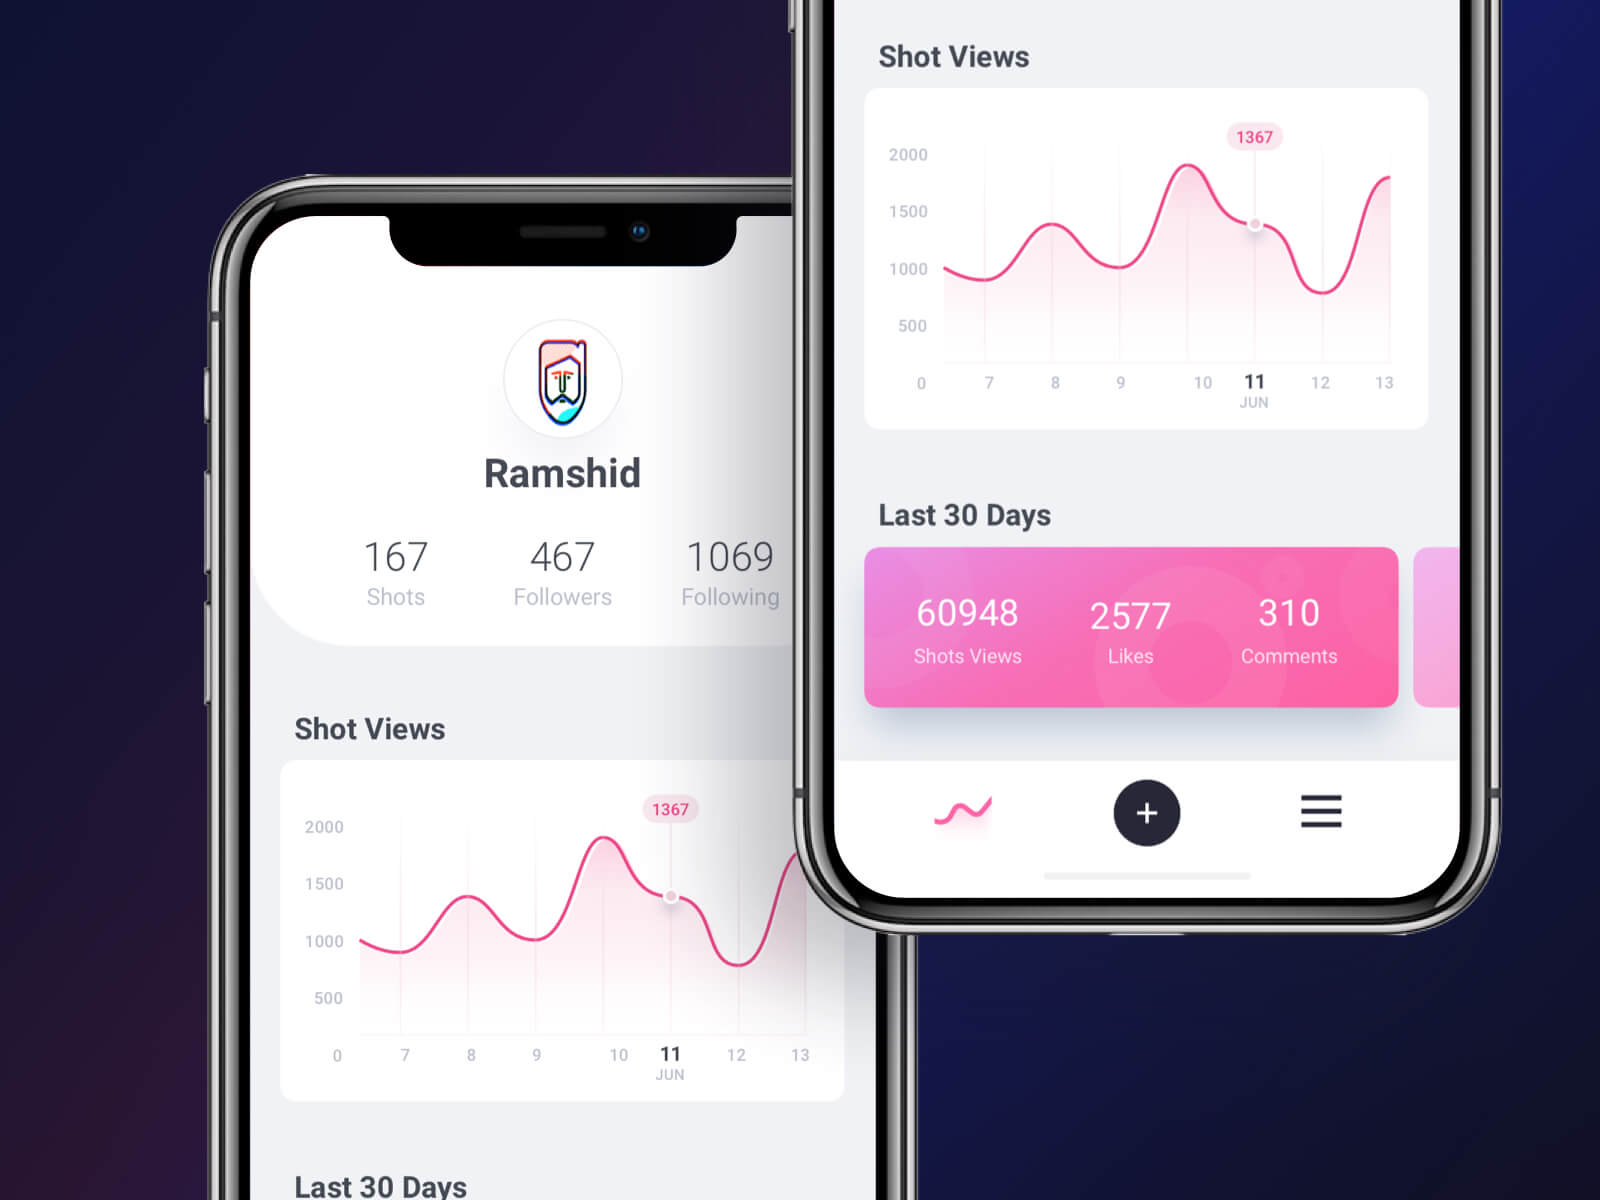 Ramshid
167 467 1069
Shots Followers Following
Shot Views
1367
2000
1500
1000
500
0 7 8 9 10 11 12 13
JUN
Last 30 Days
Shot Views
1367
2000
1500
1000
500
0 7 8 9 10 11 12 13
JUN
Last 30 Days
60948 2577 310
Shots Views Likes Comments